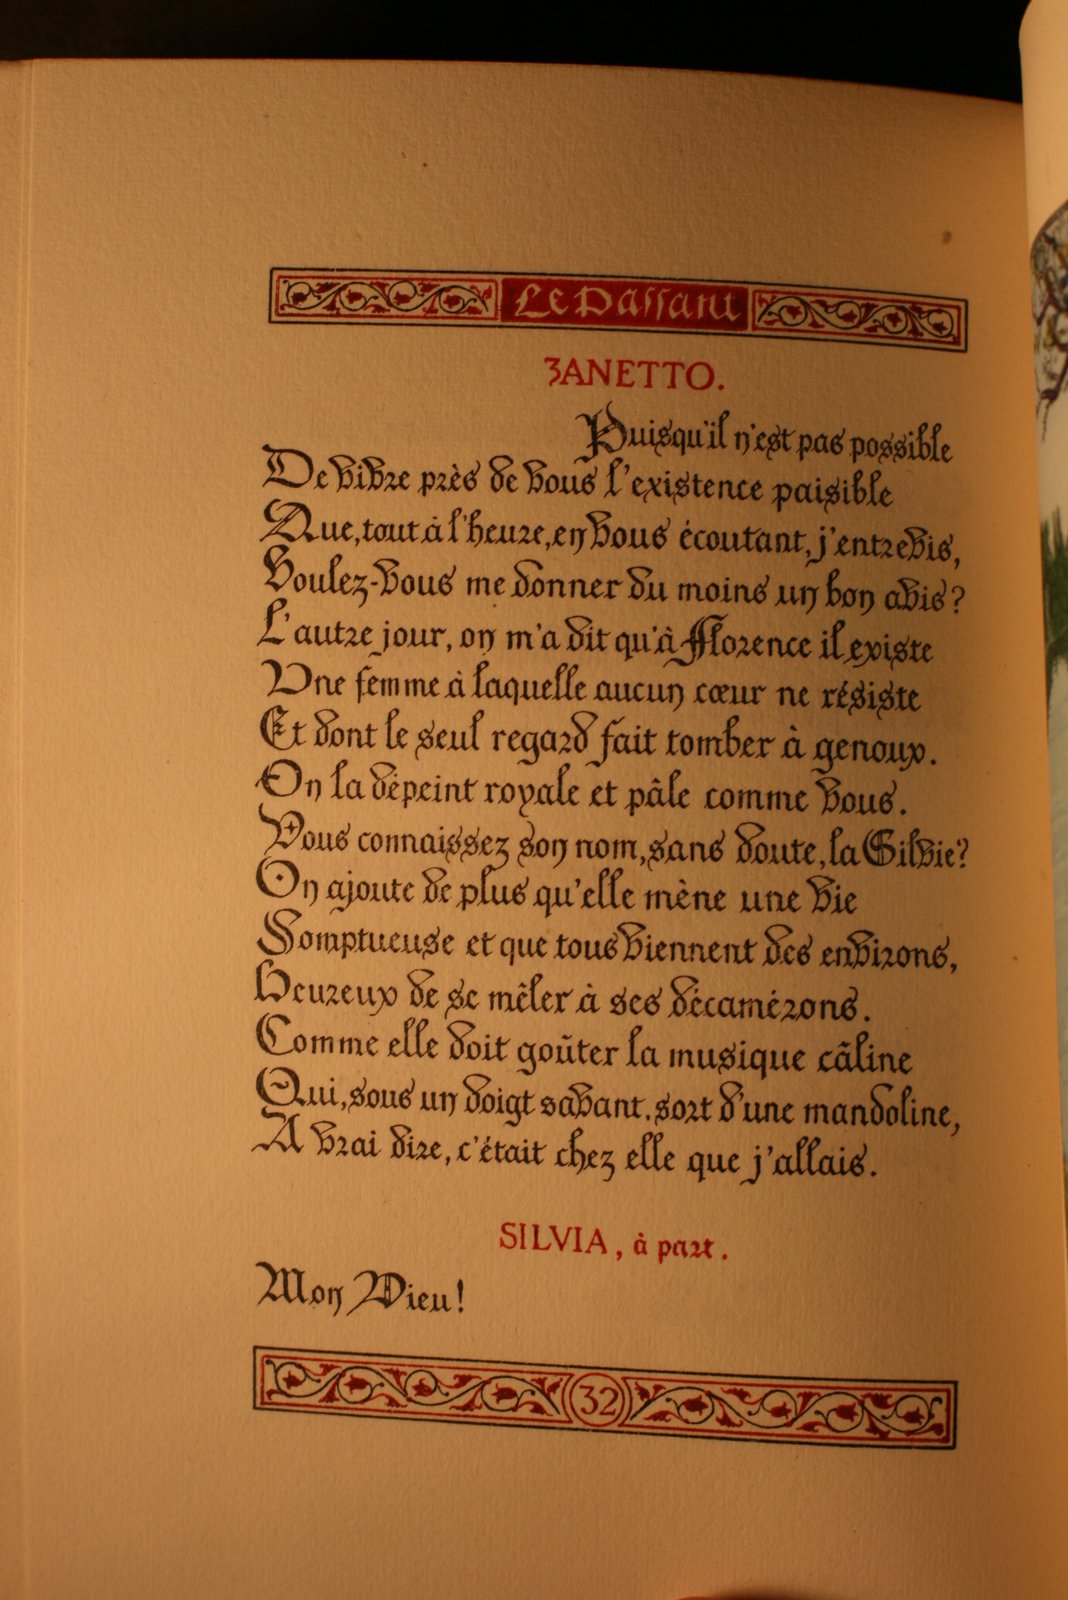 Le Passant
ZANETTO.
Puisqu'il n'est pas possible
De vivre près de vous l'existence paisible
Que, tout à l'heure, en vous écoutant, j'entrevis,
Voulez-vous me donner du moins un bon avis?
L'autre jour, on m'a dit qu'à Florence il existe
Une femme à laquelle aucun cœur ne résiste
Et dont le seul regard fait tomber à genoux.
On la dépeint royale et pâle comme vous.
Vous connaissez son nom, sans doute, la Silvie?
On ajoute de plus qu'elle mène une vie
Somptueuse et que tous viennent des environs,
Heureux de se mêler à ses décamérons.
Comme elle doit goûter la musique câline
Qui, sous un doigt savant, sort d'une mandoline,
A vrai dire, c'était chez elle que j'allais.
SILVIA, à part.
Mon Dieu!
32